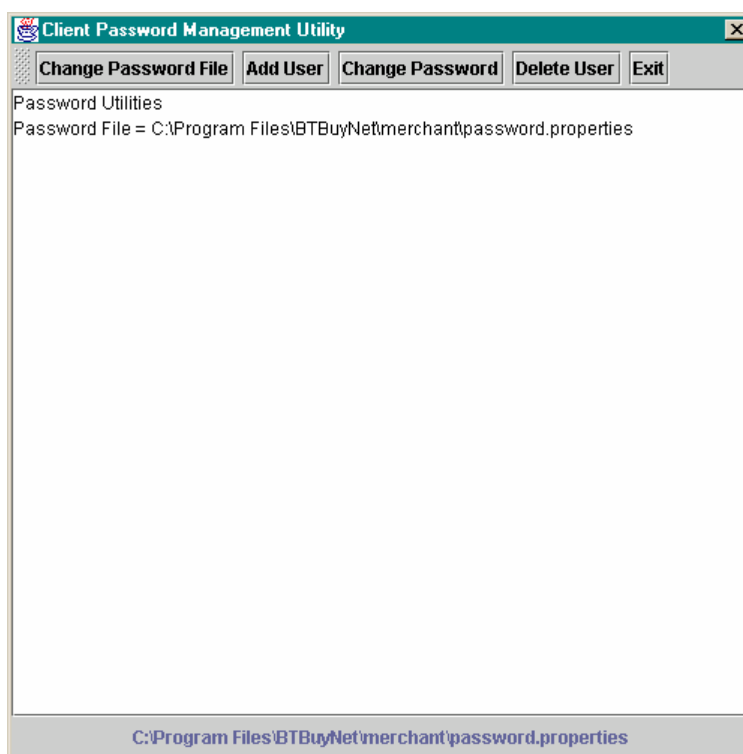 Client Password Management Utility
Change Password File Add User Change Password Delete User Exit
Password Utilities
Password File = C:\Program Files\BTBuyNet\merchant\password.properties
C:\Program Files\BTBuyNet\merchant\password.properties